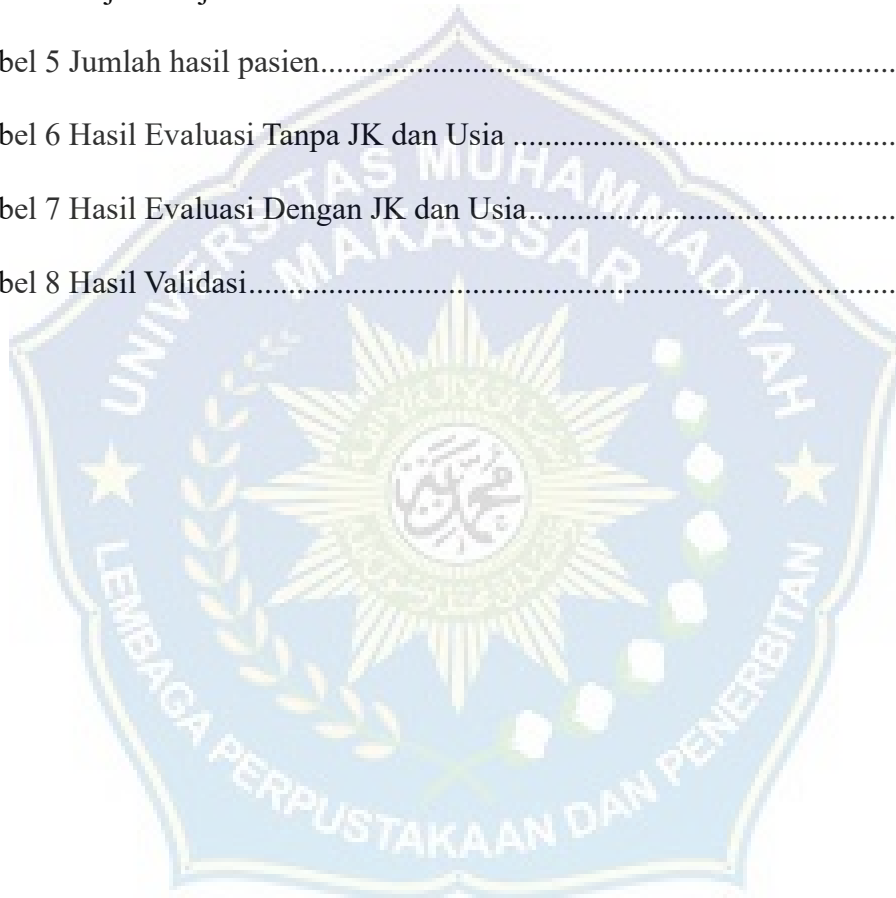 bel 5 Jumlah hasil pasien
bel 6 Hasil Evaluasi Tanpa JK dan Usia
bel 7 Hasil Evaluasi Dengan JK dan Usia
bel 8 Hasil Validasi
UNIVERSITAS MUHAMMADIYAH
MAKASSAR
LEMBAGA PERPUSTAKAAN DAN PENERBITAN